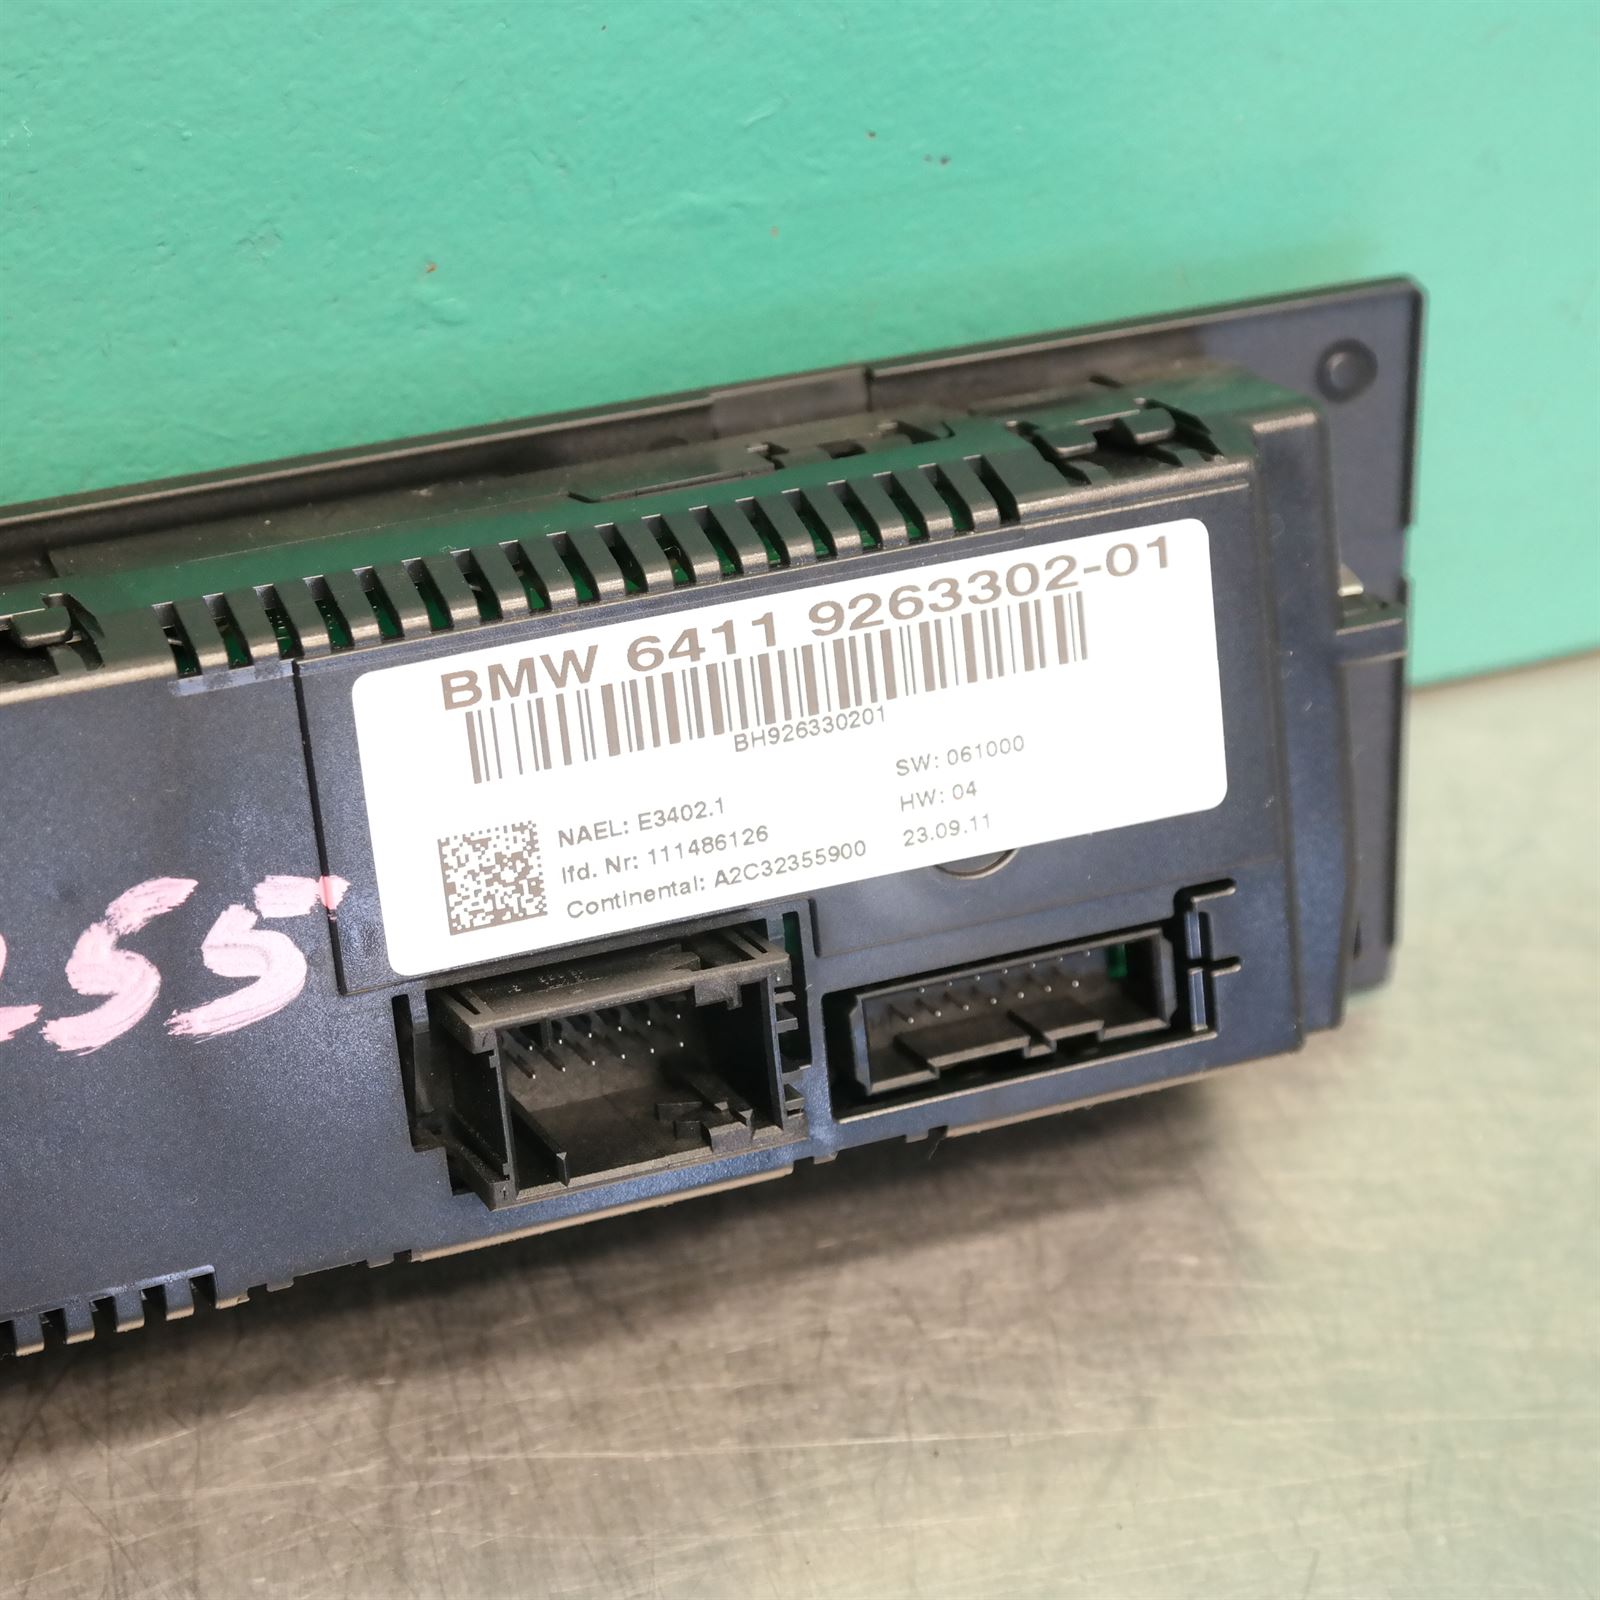 BMW 6411 9263302-01
BH926330201
NAEL: E3402.1
lfd. Nr: 111486126
Continental: A2C32355900
SW: 061000
HW: 04
23.09.11
255